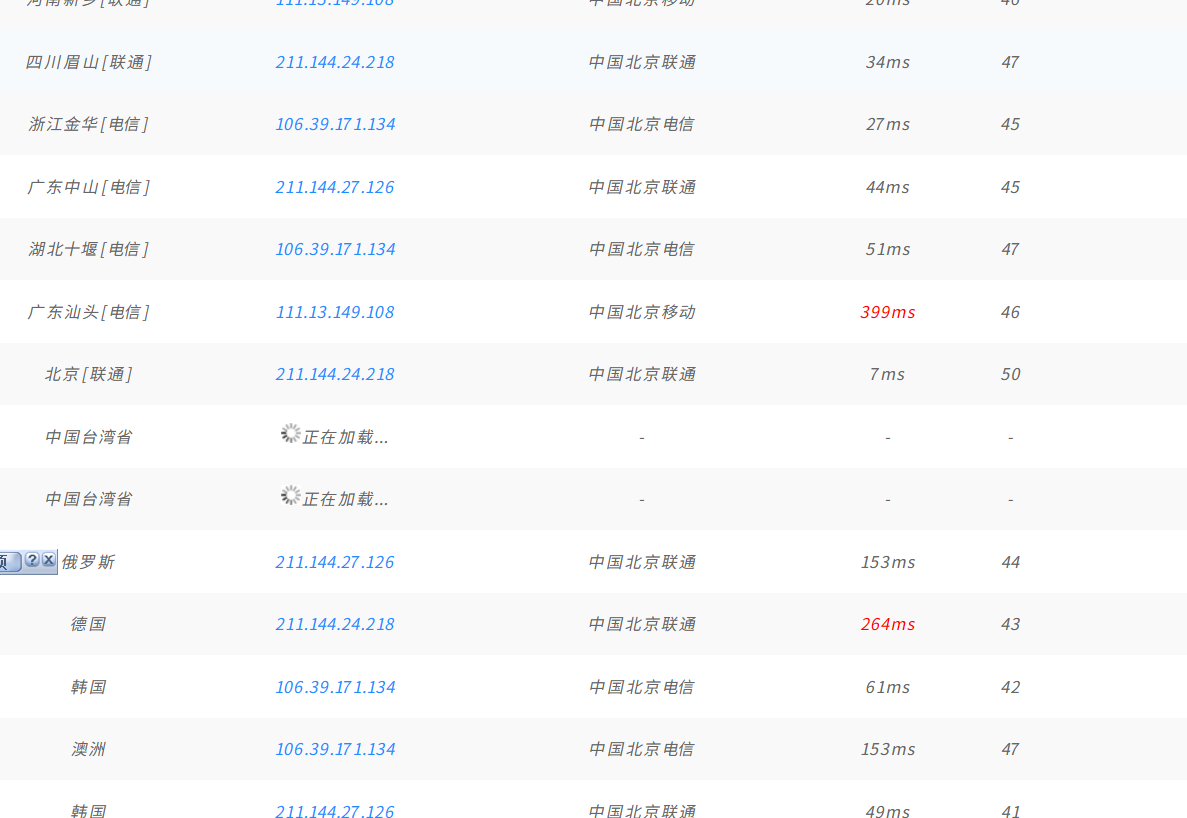 河南新乡[联通] 111.13.149.108 中国北京移动 20ms 46
四川眉山[联通] 211.144.24.218 中国北京联通 34ms 47
浙江金华[电信] 106.39.171.134 中国北京电信 27ms 45
广东中山[电信] 211.144.27.126 中国北京联通 44ms 45
湖北十堰[电信] 106.39.171.134 中国北京电信 51ms 47
广东汕头[电信] 111.13.149.108 中国北京移动 399ms 46
北京[联通] 211.144.24.218 中国北京联通 7ms 50
中国台湾省 正在加载... - - -
中国台湾省 正在加载... - - -
页 ? X 俄罗斯 211.144.27.126 中国北京联通 153ms 44
德国 211.144.24.218 中国北京联通 264ms 43
韩国 106.39.171.134 中国北京电信 61ms 42
澳洲 106.39.171.134 中国北京电信 153ms 47
韩国 211.144.27.126 中国北京联通 49ms 41